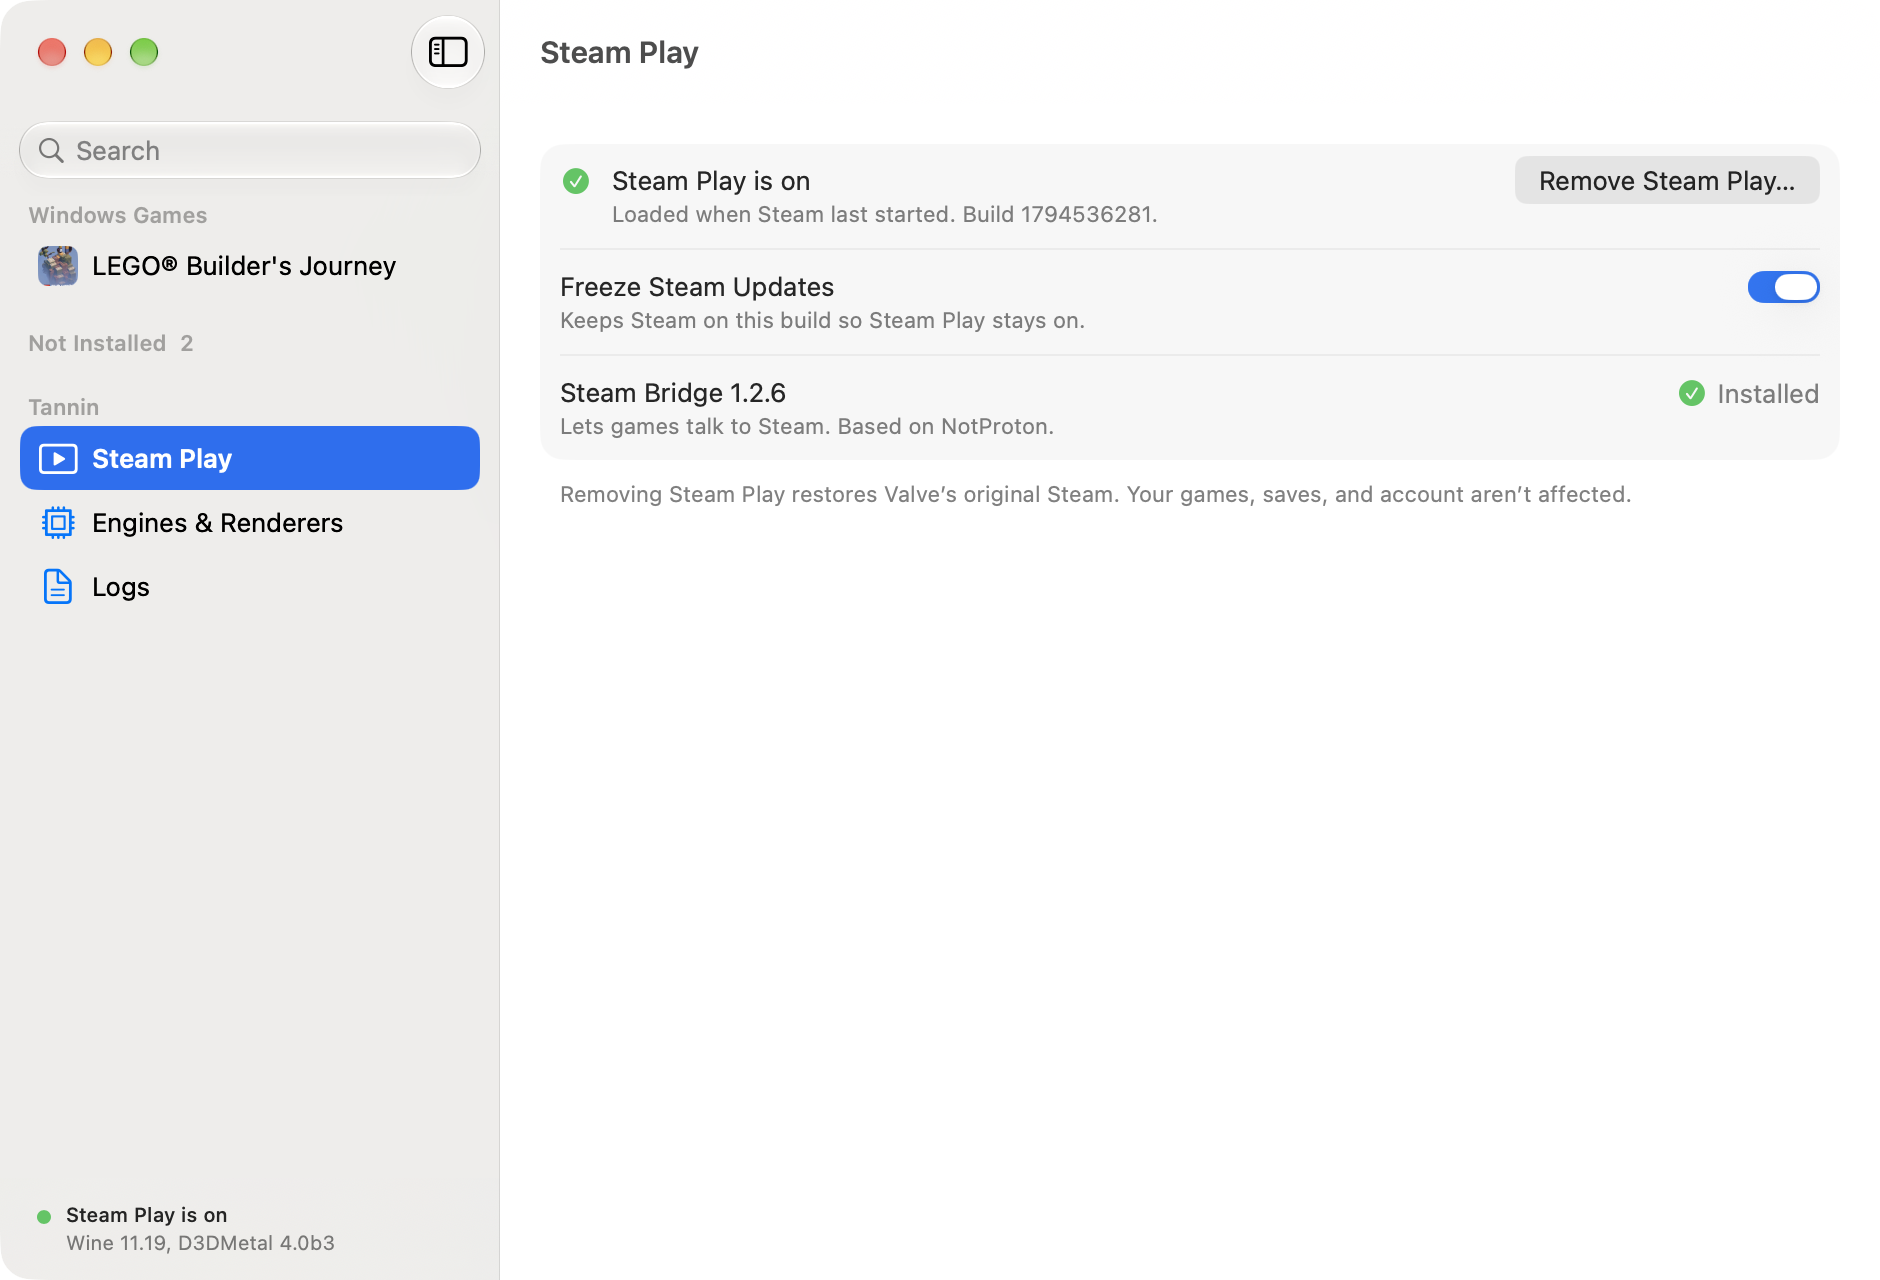 Search
Windows Games
LEGO® Builder's Journey
Not Installed 2
Tannin
Steam Play
Engines & Renderers
Logs
Steam Play is on
Wine 11.19, D3DMetal 4.0b3
Steam Play
Steam Play is on
Remove Steam Play...
Loaded when Steam last started. Build 1794536281.
Freeze Steam Updates
Keeps Steam on this build so Steam Play stays on.
Steam Bridge 1.2.6
Installed
Lets games talk to Steam. Based on NotProton.
Removing Steam Play restores Valve’s original Steam. Your games, saves, and account aren’t affected.